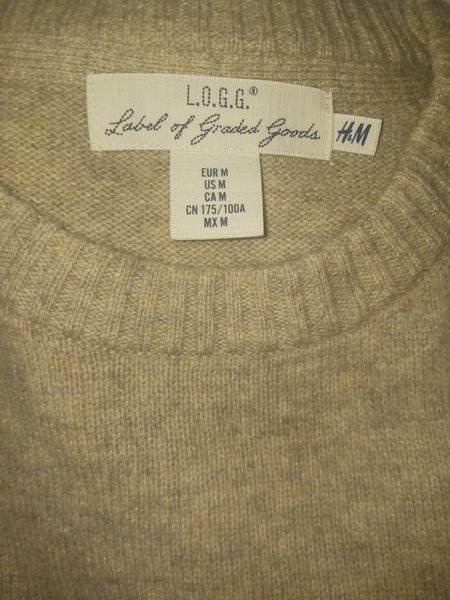 L.O.G.G.®
Label of Graded Goods
H&M
EUR M
US M
CA M
CN 175/100A
MX M